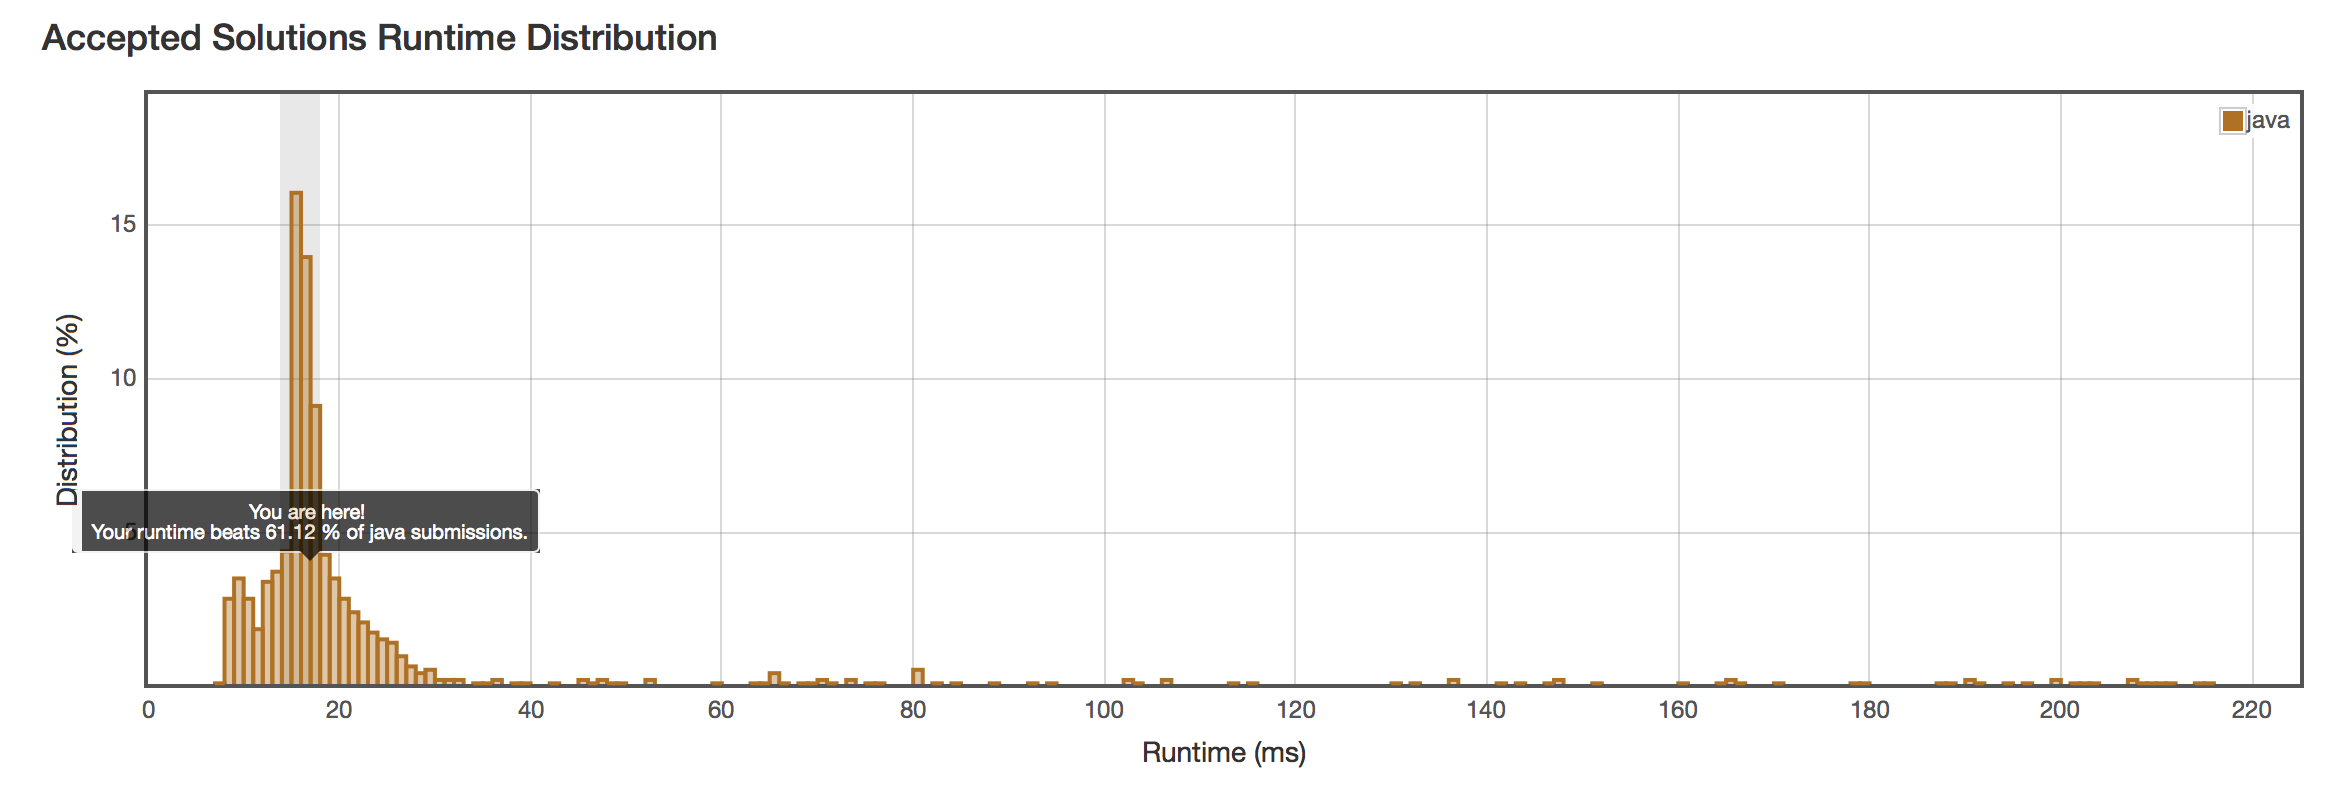 Accepted Solutions Runtime Distribution
java
Distribution (%)
15
10
5
You are here!
Your runtime beats 61.12 % of java submissions.
0 20 40 60 80 100 120 140 160 180 200 220
Runtime (ms)